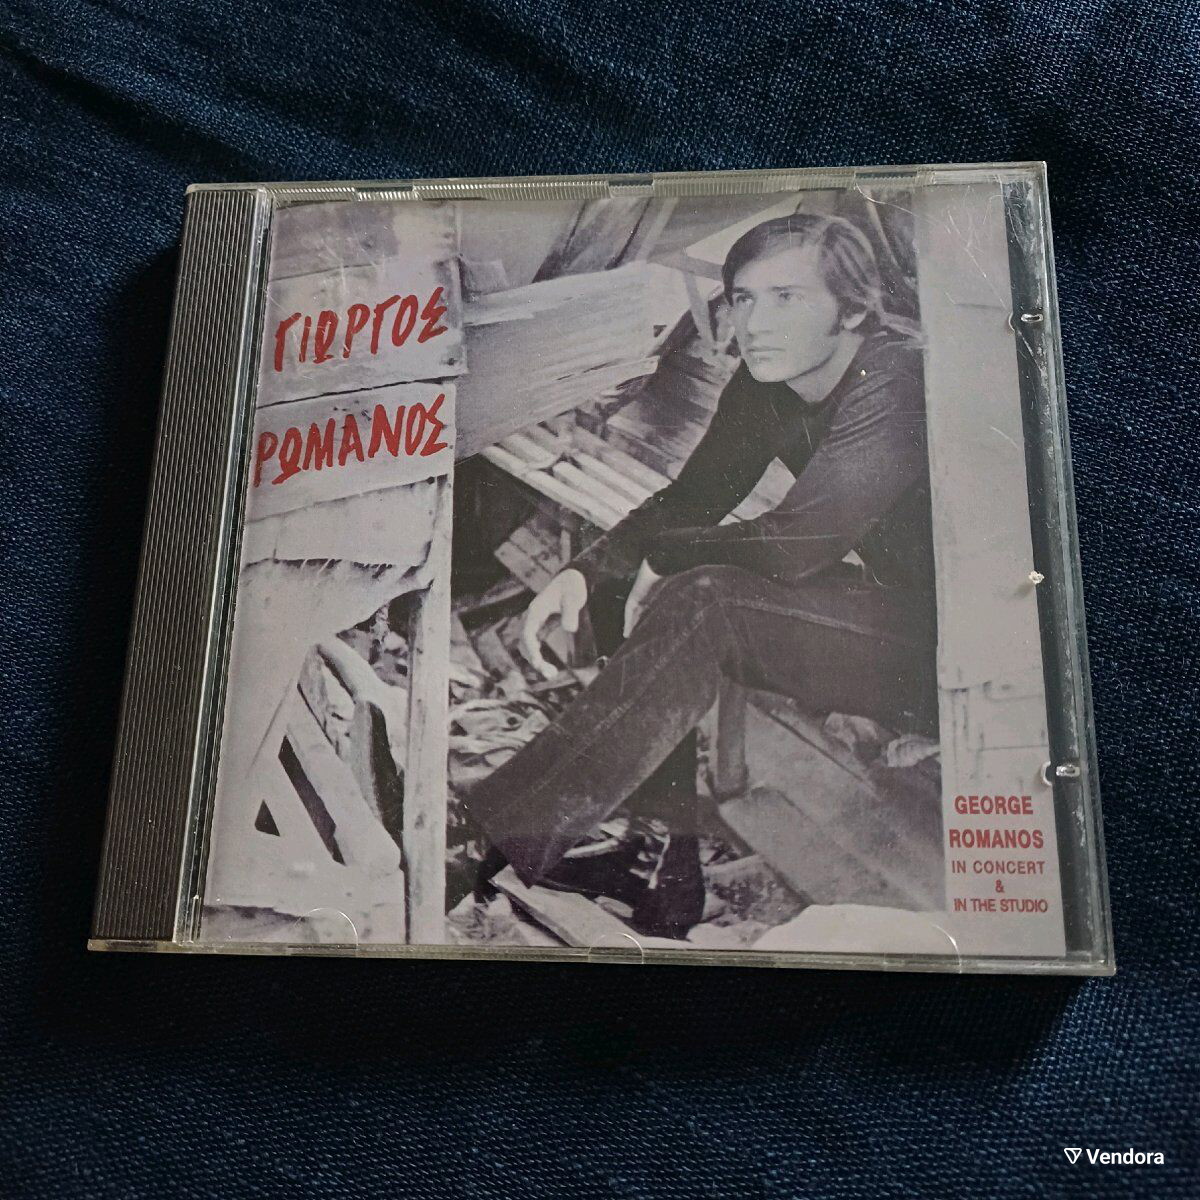 ΓΙΩΡΓΟΣ
ΡΩΜΑΝΟΣ
GEORGE
ROMANOS
IN CONCERT
&
IN THE STUDIO
Vendora